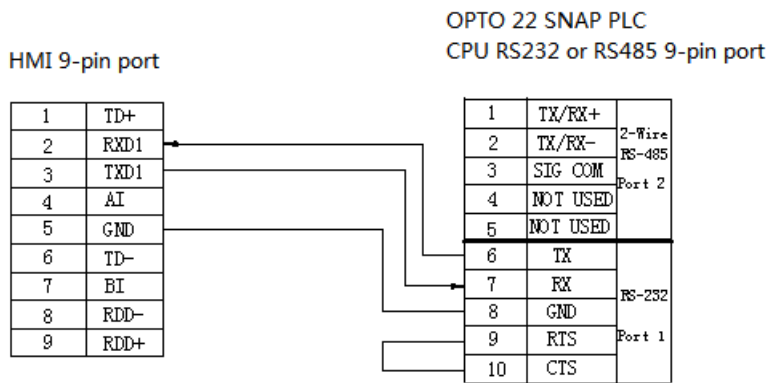 OPTO 22 SNAP PLC
CPU RS232 or RS485 9-pin port
HMI 9-pin port
1 TD+
2 RXD1
3 TXD1
4 AI
5 GND
6 TD-
7 BI
8 RDD-
9 RDD+
1 TX/RX+
2 TX/RX-
3 SIG COM
4 NOT USED
5 NOT USED
2-Wire
RS-485
Port 2
6 TX
7 RX
8 GND
9 RTS
10 CTS
RS-232
Port 1